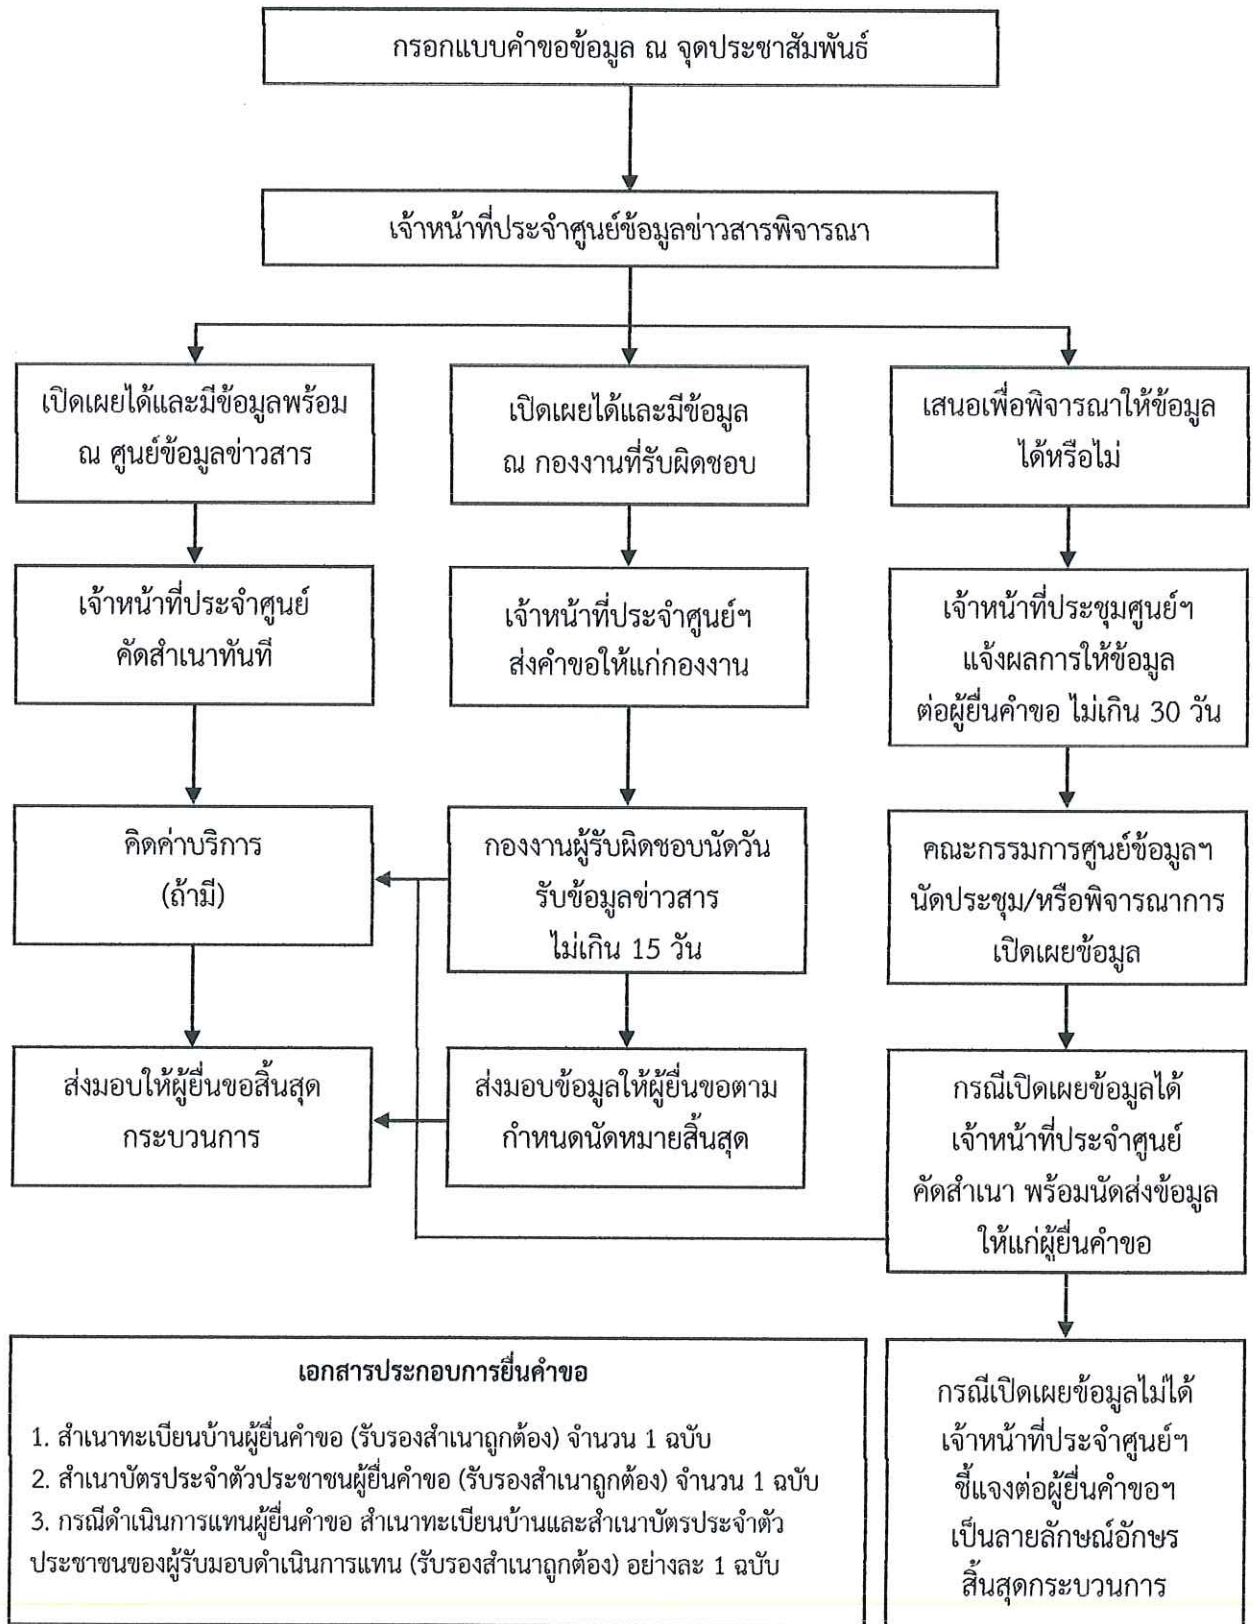 กรอกแบบคำขอข้อมูล ณ จุดประชาสัมพันธ์
เจ้าหน้าที่ประจำศูนย์ข้อมูลข่าวสารพิจารณา
เปิดเผยได้และมีข้อมูลพร้อม
ณ ศูนย์ข้อมูลข่าวสาร
เปิดเผยได้และมีข้อมูล
ณ กองงานที่รับผิดชอบ
เสนอเพื่อพิจารณาให้ข้อมูล
ได้หรือไม่
เจ้าหน้าที่ประจำศูนย์
คัดสำเนาทันที
เจ้าหน้าที่ประจำศูนย์ฯ
ส่งคำขอให้แก่กองงาน
เจ้าหน้าที่ประชุมศูนย์ฯ
แจ้งผลการให้ข้อมูล
ต่อผู้ยื่นคำขอ ไม่เกิน 30 วัน
คิดค่าบริการ
(ถ้ามี)
กองงานผู้รับผิดชอบนัดวัน
รับข้อมูลข่าวสาร
ไม่เกิน 15 วัน
คณะกรรมการศูนย์ข้อมูลฯ
นัดประชุม/หรือพิจารณาการ
เปิดเผยข้อมูล
ส่งมอบให้ผู้ยื่นขอสิ้นสุด
กระบวนการ
ส่งมอบข้อมูลให้ผู้ยื่นขอตาม
กำหนดนัดหมายสิ้นสุด
กรณีเปิดเผยข้อมูลได้
เจ้าหน้าที่ประจำศูนย์
คัดสำเนา พร้อมนัดส่งข้อมูล
ให้แก่ผู้ยื่นคำขอ
เอกสารประกอบการยื่นคำขอ
1. สำเนาทะเบียนบ้านผู้ยื่นคำขอ (รับรองสำเนาถูกต้อง) จำนวน 1 ฉบับ
2. สำเนาบัตรประจำตัวประชาชนผู้ยื่นคำขอ (รับรองสำเนาถูกต้อง) จำนวน 1 ฉบับ
3. กรณีดำเนินการแทนผู้ยื่นคำขอ สำเนาทะเบียนบ้านและสำเนาบัตรประจำตัว
ประชาชนของผู้รับมอบดำเนินการแทน (รับรองสำเนาถูกต้อง) อย่างละ 1 ฉบับ
กรณีเปิดเผยข้อมูลไม่ได้
เจ้าหน้าที่ประจำศูนย์ฯ
ชี้แจงต่อผู้ยื่นคำขอฯ
เป็นลายลักษณ์อักษร
สิ้นสุดกระบวนการ